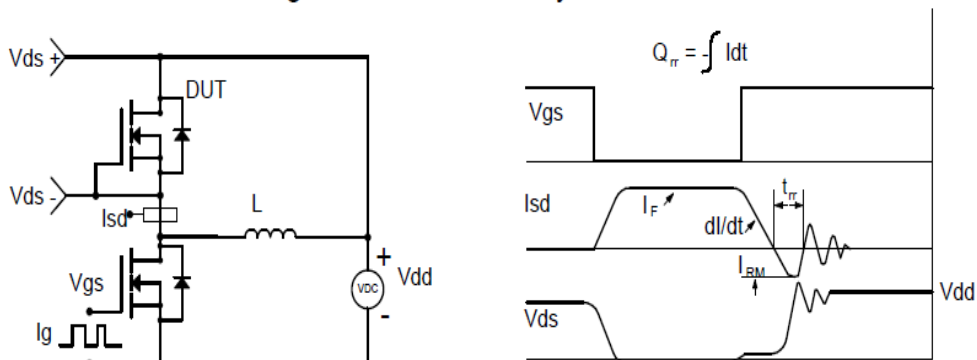 Vds +
DUT
Vds -
Isd
L
Vgs
Ig
+
VDC
-
Vdd
Qrr = -∫ Idt
Vgs
Isd
IF
dI/dt
trr
IRM
Vdd
Vds